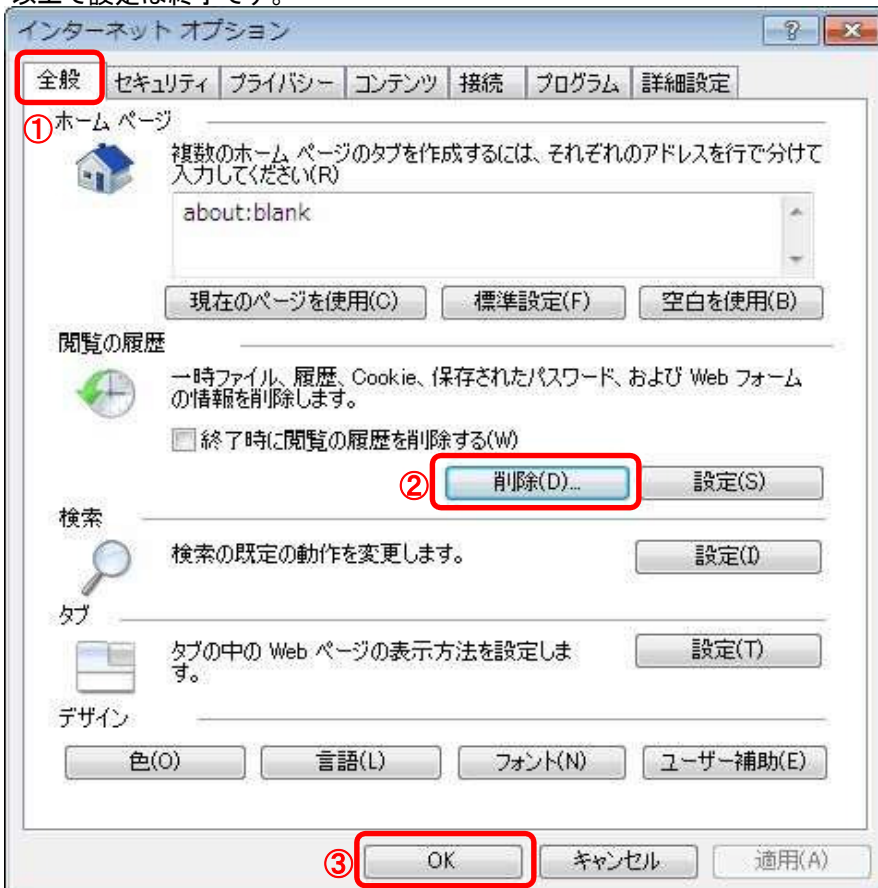 以上で設定は終了です。
インターネット オプション
全般 セキュリティ プライバシー コンテンツ 接続 プログラム 詳細設定
①
ホーム ページ
複数のホーム ページのタブを作成するには、それぞれのアドレスを行で分けて
入力してください(R)
about:blank
現在のページを使用(C) 標準設定(F) 空白を使用(B)
閲覧の履歴
一時ファイル、履歴、Cookie、保存されたパスワード、および Web フォーム
の情報を削除します。
終了時に閲覧の履歴を削除する(W)
② 削除(D)... 設定(S)
検索
検索の既定の動作を変更します。 設定(I)
タブ
タブの中の Web ページの表示方法を設定しま
す。
設定(T)
デザイン
色(O) 言語(L) フォント(N) ユーザー補助(E)
③ OK キャンセル 適用(A)